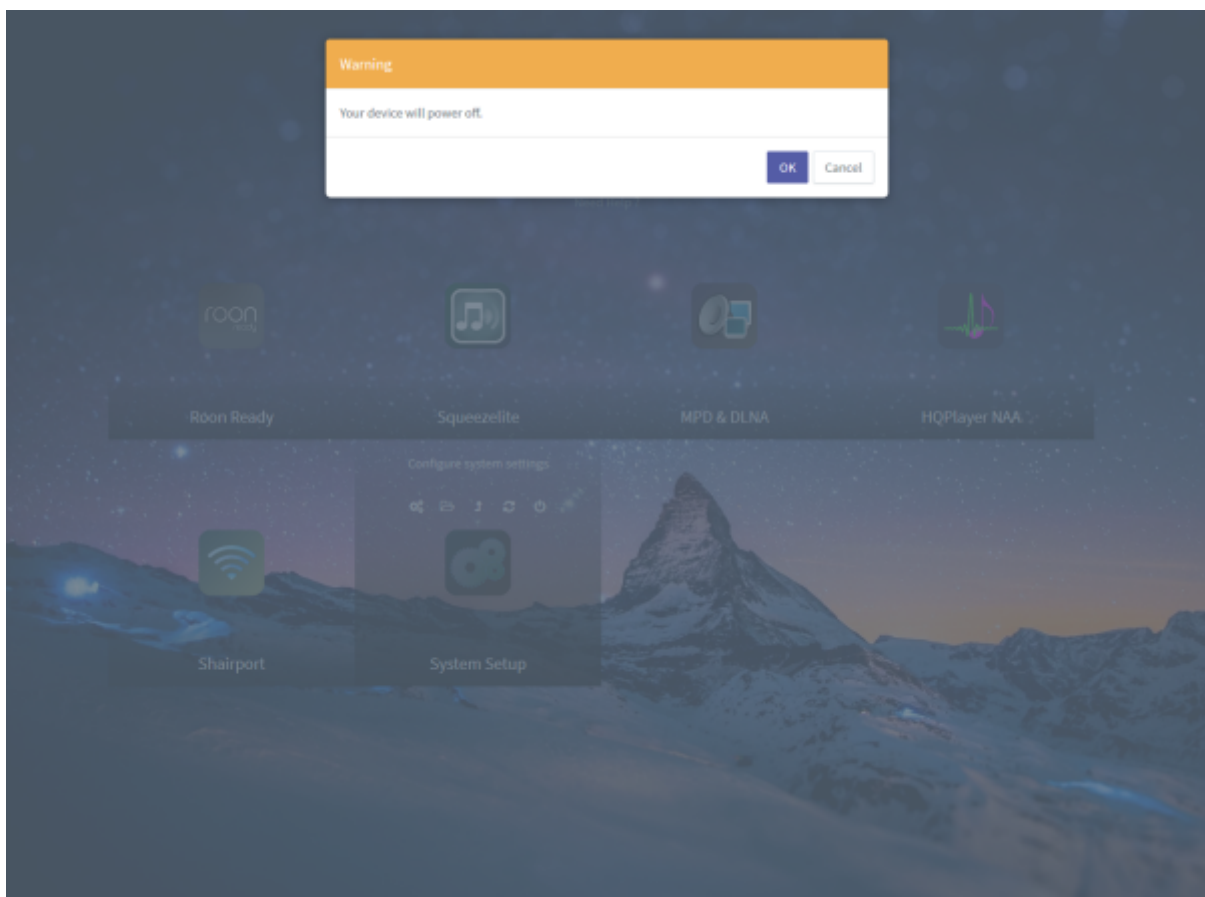 Warning
Your device will power off.
OK Cancel
roon
ready
Roon Ready
Squeezelite
MPD & DLNA
HQPlayer NAA
Configure system settings
Shairport
System Setup